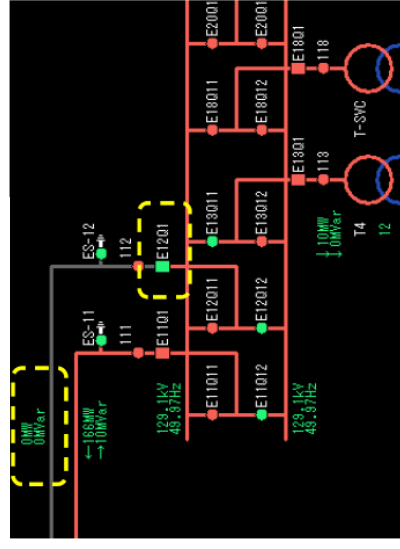 E20Q1
E20Q1
E18Q1
118
E18Q11
E18Q12
T-SVC
E13Q1
113
ES-12
112
E12Q1
E13Q11
E13Q12
10MW
0MVar
T4
12
ES-11
111
E11Q1
E12Q11
E12Q12
0MW
0MVar
←166MW
→10MVar
129.1kV
49.97Hz
E11Q11
E11Q12
129.1kV
49.97Hz